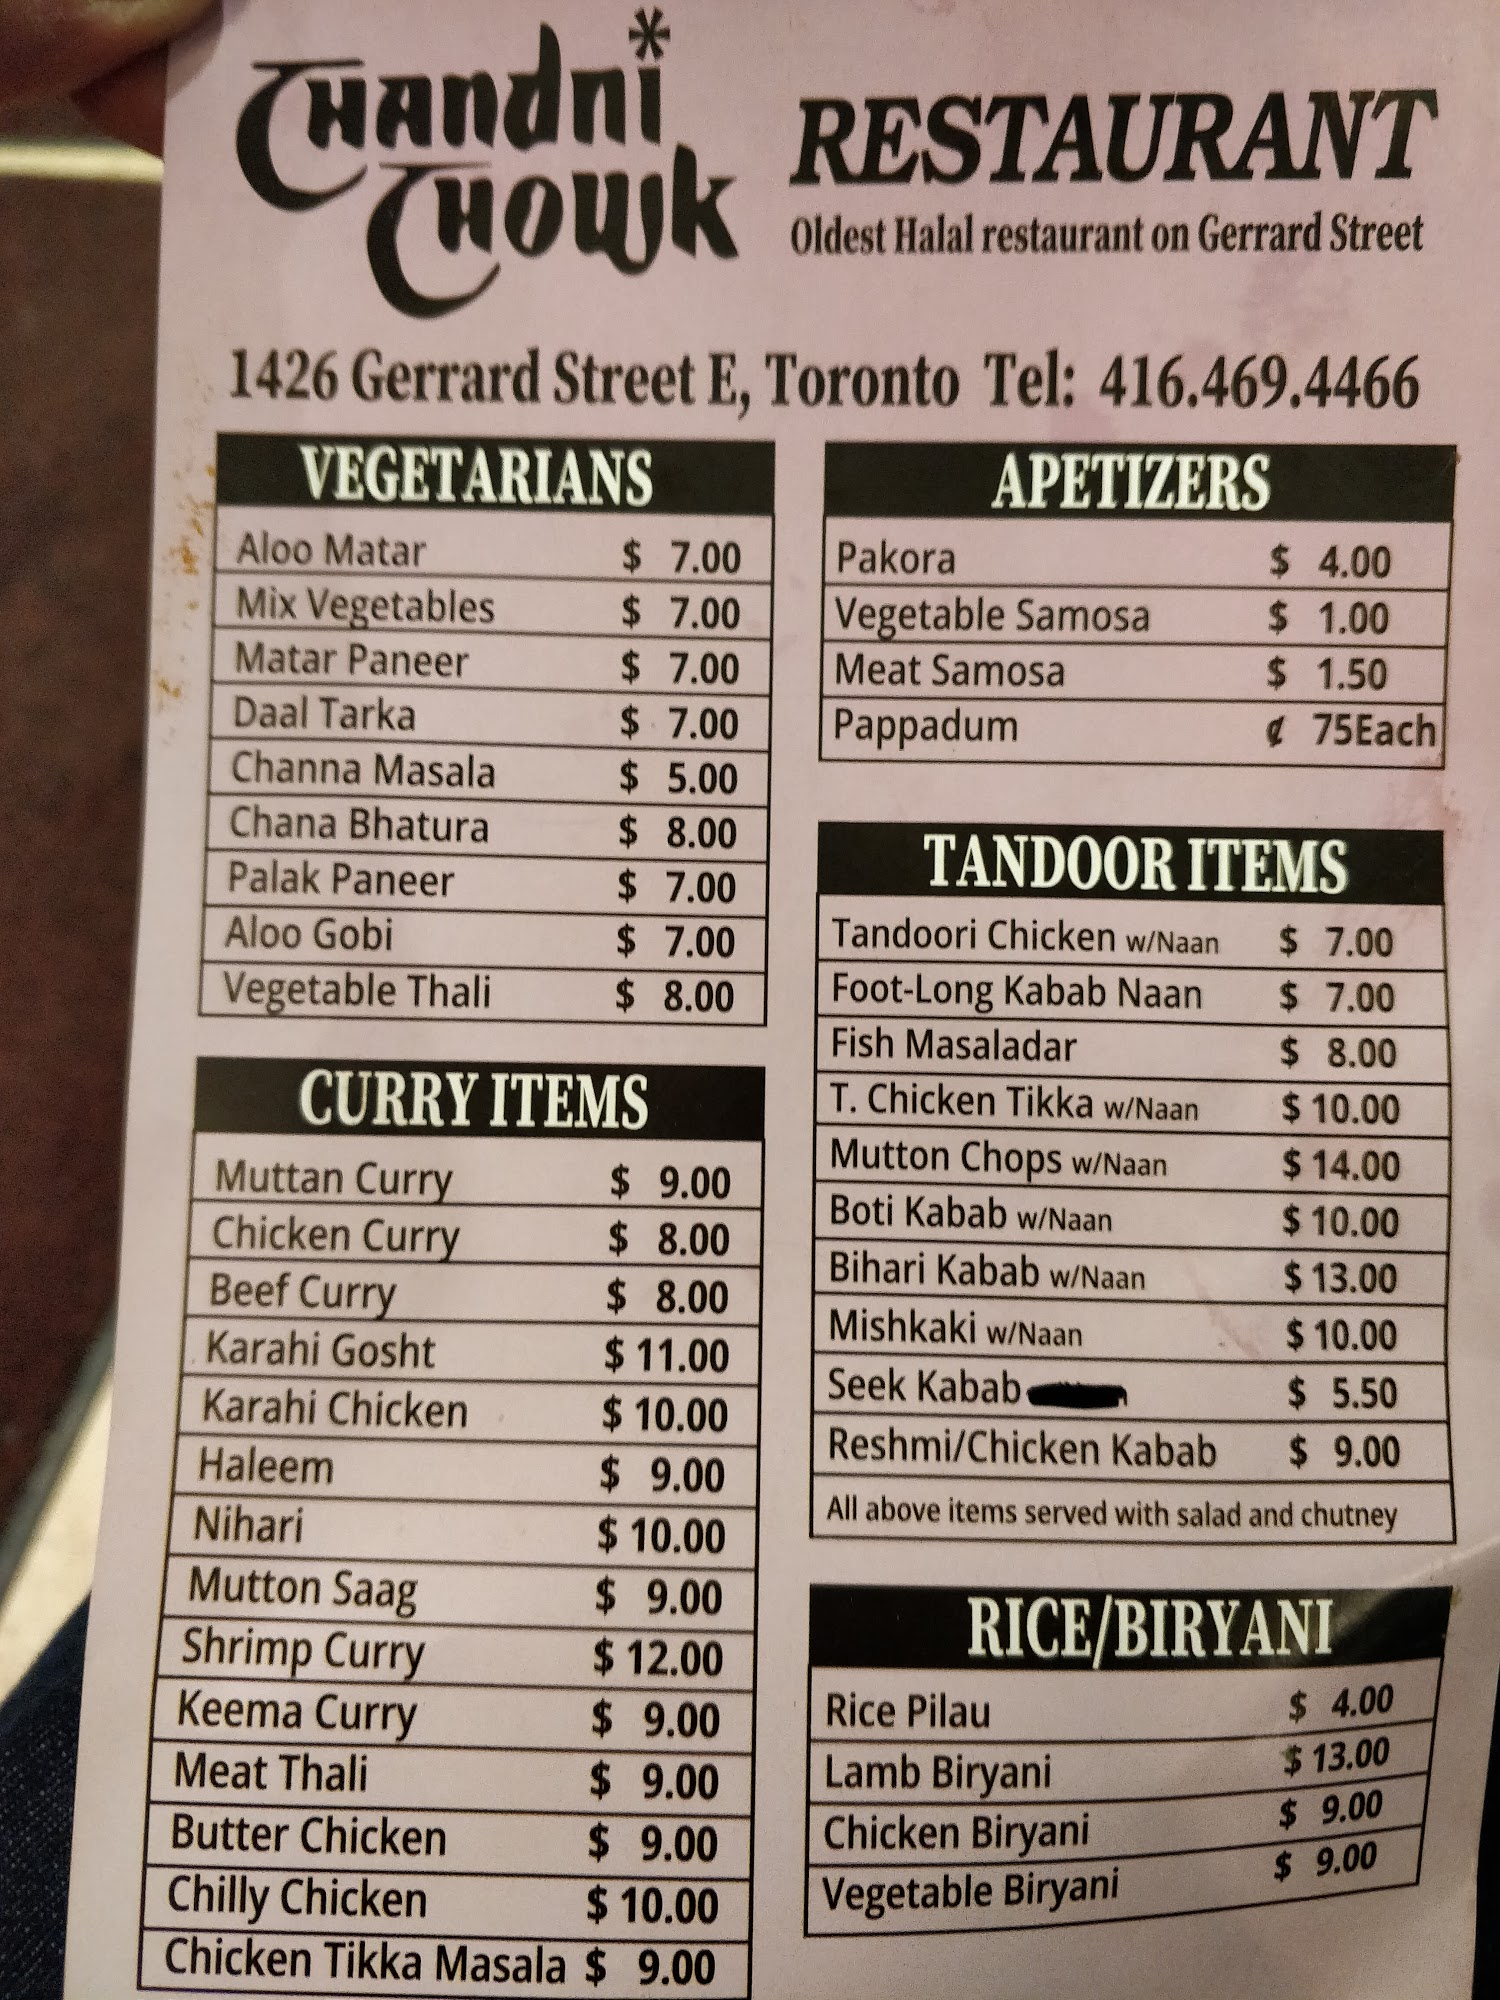 Chandni
Chowk
RESTAURANT
Oldest Halal restaurant on Gerrard Street
1426 Gerrard Street E, Toronto Tel: 416.469.4466
VEGETARIANS
Aloo Matar $ 7.00
Mix Vegetables $ 7.00
Matar Paneer $ 7.00
Daal Tarka $ 7.00
Channa Masala $ 5.00
Chana Bhatura $ 8.00
Palak Paneer $ 7.00
Aloo Gobi $ 7.00
Vegetable Thali $ 8.00
CURRY ITEMS
Muttan Curry $ 9.00
Chicken Curry $ 8.00
Beef Curry $ 8.00
Karahi Gosht $ 11.00
Karahi Chicken $ 10.00
Haleem $ 9.00
Nihari $ 10.00
Mutton Saag $ 9.00
Shrimp Curry $ 12.00
Keema Curry $ 9.00
Meat Thali $ 9.00
Butter Chicken $ 9.00
Chilly Chicken $ 10.00
Chicken Tikka Masala $ 9.00
APETIZERS
Pakora $ 4.00
Vegetable Samosa $ 1.00
Meat Samosa $ 1.50
Pappadum ¢ 75Each
TANDOOR ITEMS
Tandoori Chicken w/Naan $ 7.00
Foot-Long Kabab Naan $ 7.00
Fish Masaladar $ 8.00
T. Chicken Tikka w/Naan $ 10.00
Mutton Chops w/Naan $ 14.00
Boti Kabab w/Naan $ 10.00
Bihari Kabab w/Naan $ 13.00
Mishkaki w/Naan $ 10.00
Seek Kabab $ 5.50
Reshmi/Chicken Kabab $ 9.00
All above items served with salad and chutney
RICE/BIRYANI
Rice Pilau $ 4.00
Lamb Biryani $ 13.00
Chicken Biryani $ 9.00
Vegetable Biryani $ 9.00